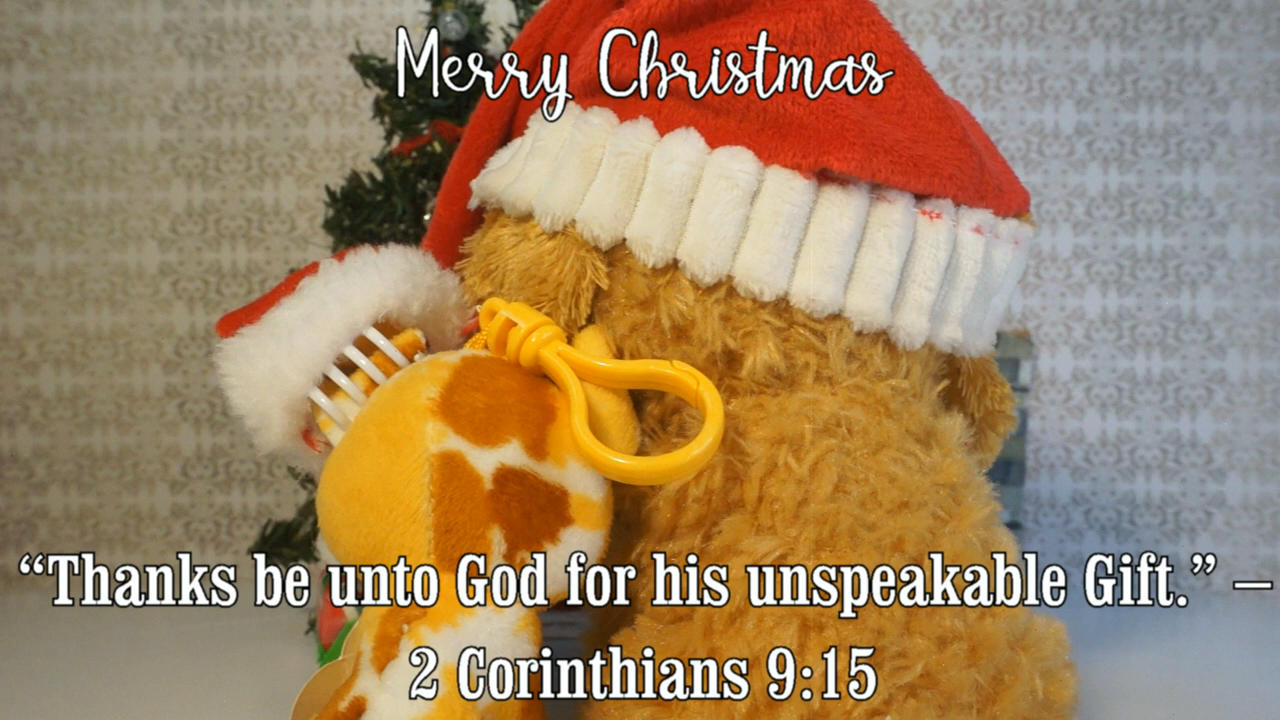 Merry Christmas
“Thanks be unto God for his unspeakable Gift.” –
2 Corinthians 9:15